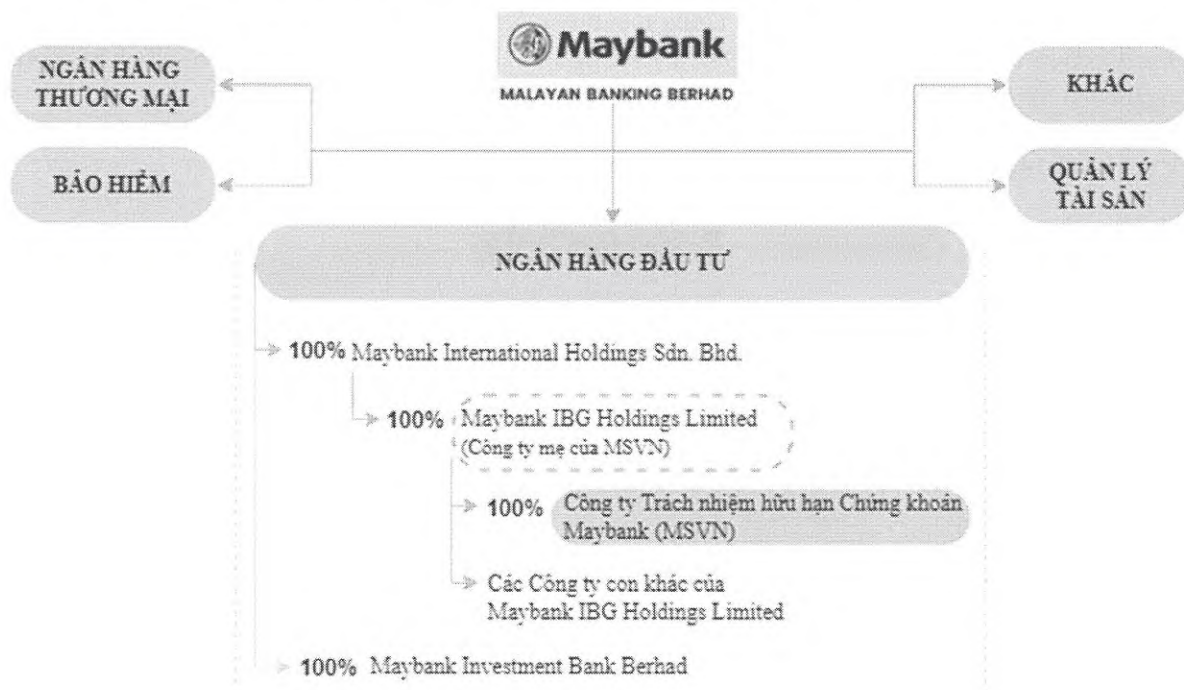 Maybank
MALAYAN BANKING BERHAD
NGÂN HÀNG
THƯƠNG MẠI
BẢO HIỂM
KHÁC
QUẢN LÝ
TÀI SẢN
NGÂN HÀNG ĐẦU TƯ
100% Maybank International Holdings Sdn. Bhd.
100% Maybank IBG Holdings Limited
(Công ty mẹ của MSVN)
100% Công ty Trách nhiệm hữu hạn Chứng khoán
Maybank (MSVN)
Các Công ty con khác của
Maybank IBG Holdings Limited
100% Maybank Investment Bank Berhad